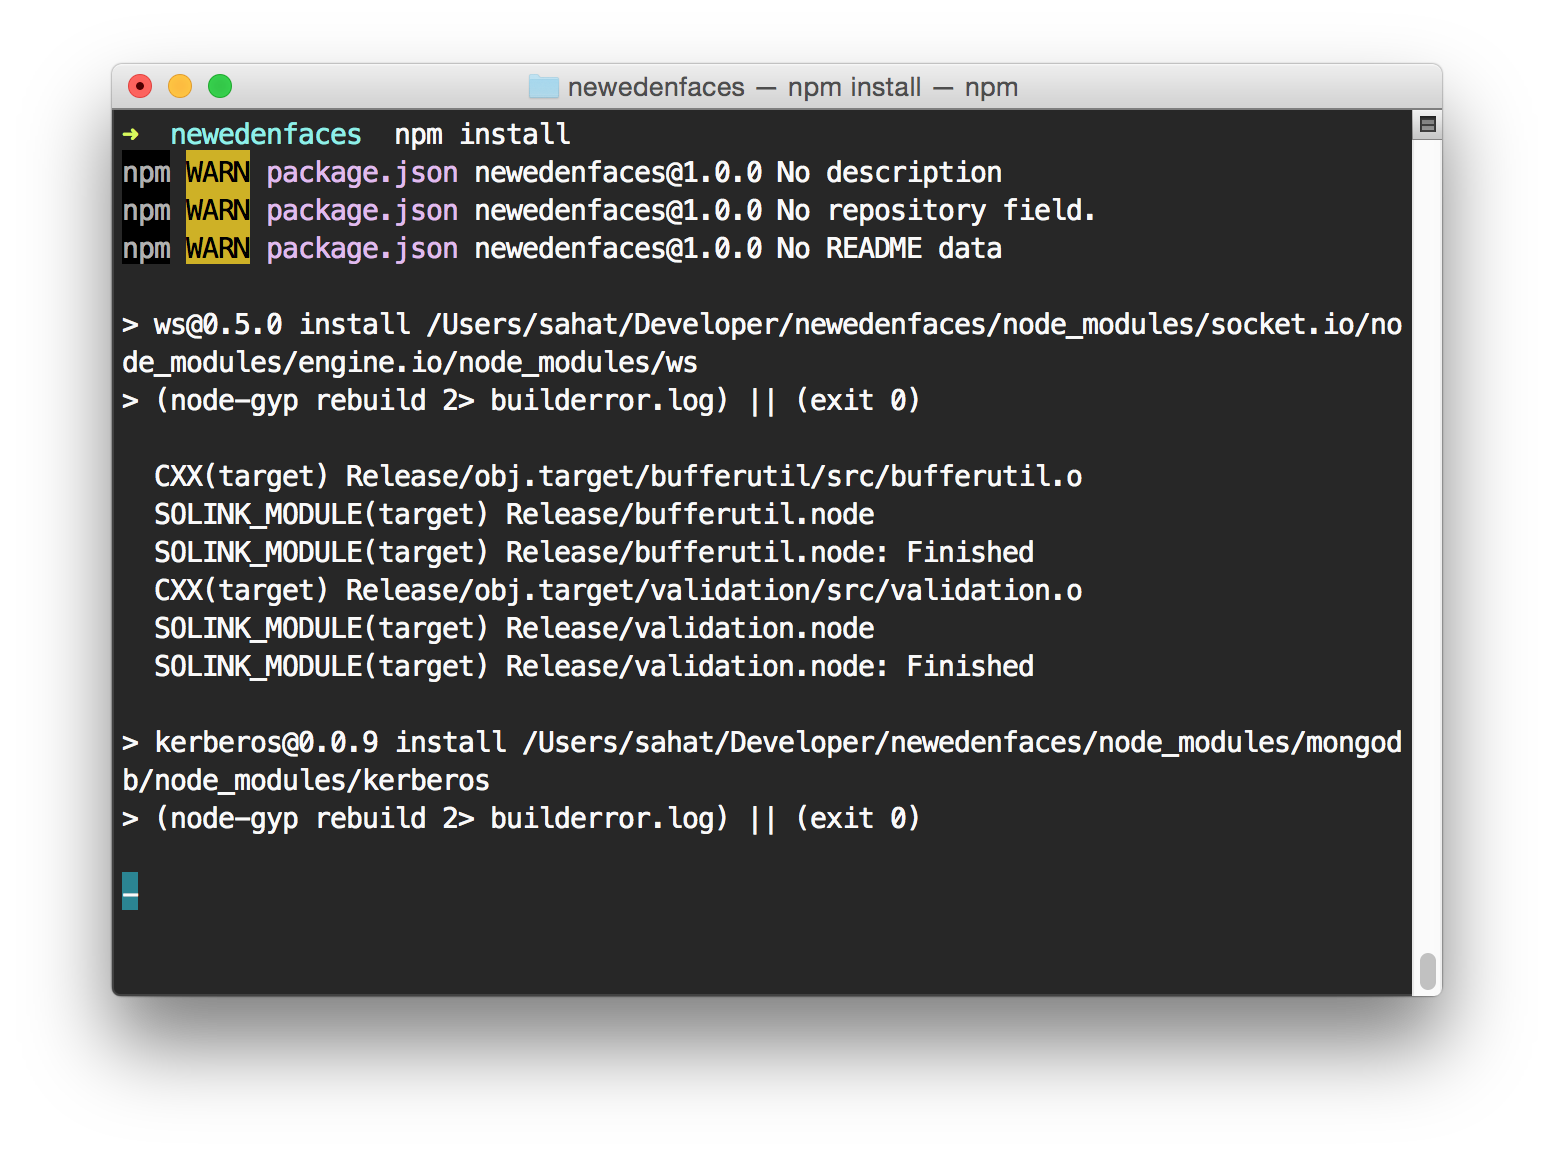 newedenfaces — npm install — npm
➜  newedenfaces  npm install
npm WARN package.json newedenfaces@1.0.0 No description
npm WARN package.json newedenfaces@1.0.0 No repository field.
npm WARN package.json newedenfaces@1.0.0 No README data
> ws@0.5.0 install /Users/sahat/Developer/newedenfaces/node_modules/socket.io/no
de_modules/engine.io/node_modules/ws
> (node-gyp rebuild 2> builderror.log) || (exit 0)
CXX(target) Release/obj.target/bufferutil/src/bufferutil.o
SOLINK_MODULE(target) Release/bufferutil.node
SOLINK_MODULE(target) Release/bufferutil.node: Finished
CXX(target) Release/obj.target/validation/src/validation.o
SOLINK_MODULE(target) Release/validation.node
SOLINK_MODULE(target) Release/validation.node: Finished
> kerberos@0.0.9 install /Users/sahat/Developer/newedenfaces/node_modules/mongod
b/node_modules/kerberos
> (node-gyp rebuild 2> builderror.log) || (exit 0)